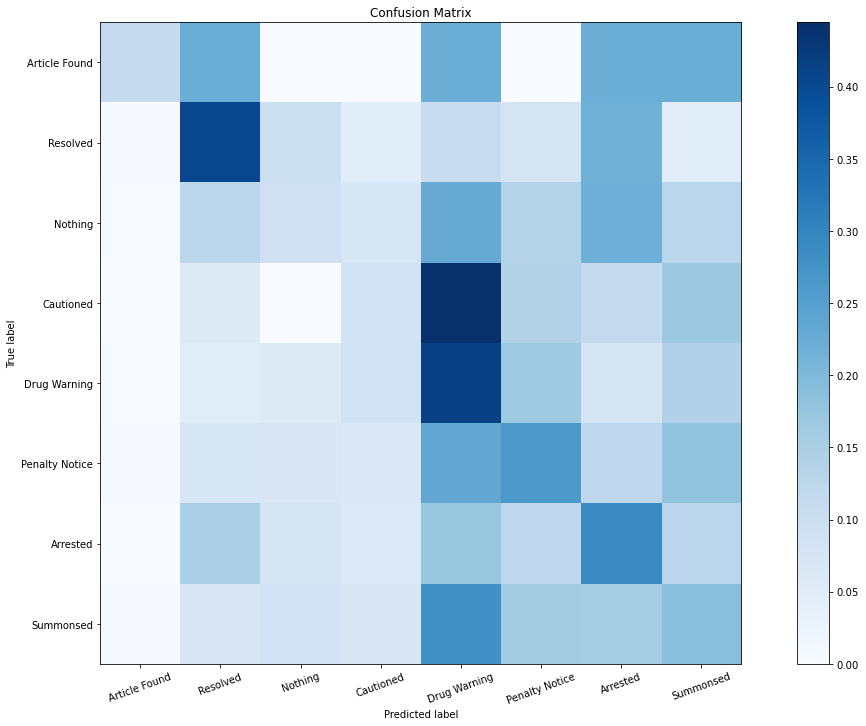 Confusion Matrix
True label
Article Found
Resolved
Nothing
Cautioned
Drug Warning
Penalty Notice
Arrested
Summonsed
Article Found
Resolved
Nothing
Cautioned
Drug Warning
Penalty Notice
Arrested
Summonsed
Predicted label
0.40
0.35
0.30
0.25
0.20
0.15
0.10
0.05
0.00